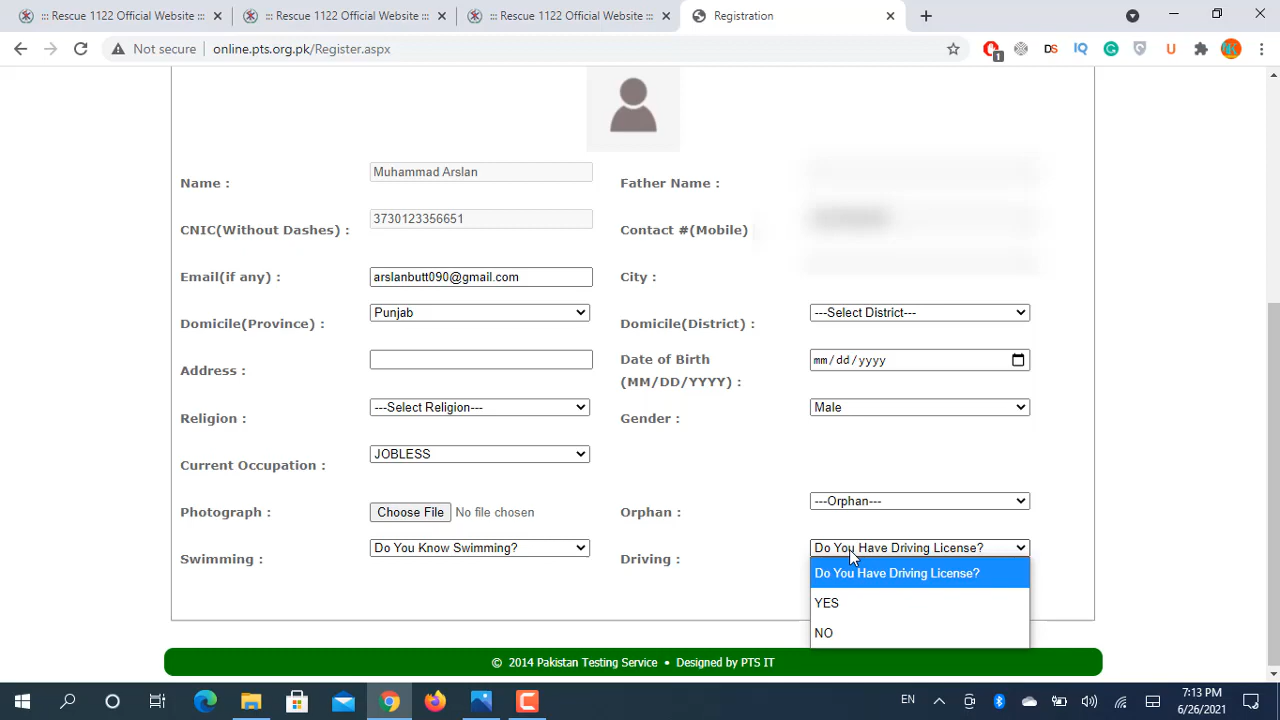 ::: Rescue 1122 Official Website :::
::: Rescue 1122 Official Website :::
::: Rescue 1122 Official Website :::
Registration
Not secure
online.pts.org.pk/Register.aspx
DS
IQ
U
1
Name :
Muhammad Arslan
Father Name :
CNIC(Without Dashes) :
3730123356651
Contact #(Mobile)
Email(if any) :
arslanbutt090@gmail.com
City :
Domicile(Province) :
Punjab
Domicile(District) :
---Select District---
Address :
Date of Birth
(MM/DD/YYYY) :
mm/dd/yyyy
Religion :
---Select Religion---
Gender :
Male
Current Occupation :
JOBLESS
Photograph :
Choose File No file chosen
Orphan :
---Orphan---
Swimming :
Do You Know Swimming?
Driving :
Do You Have Driving License?
Do You Have Driving License?
YES
NO
© 2014 Pakistan Testing Service • Designed by PTS IT
EN
7:13 PM
6/26/2021